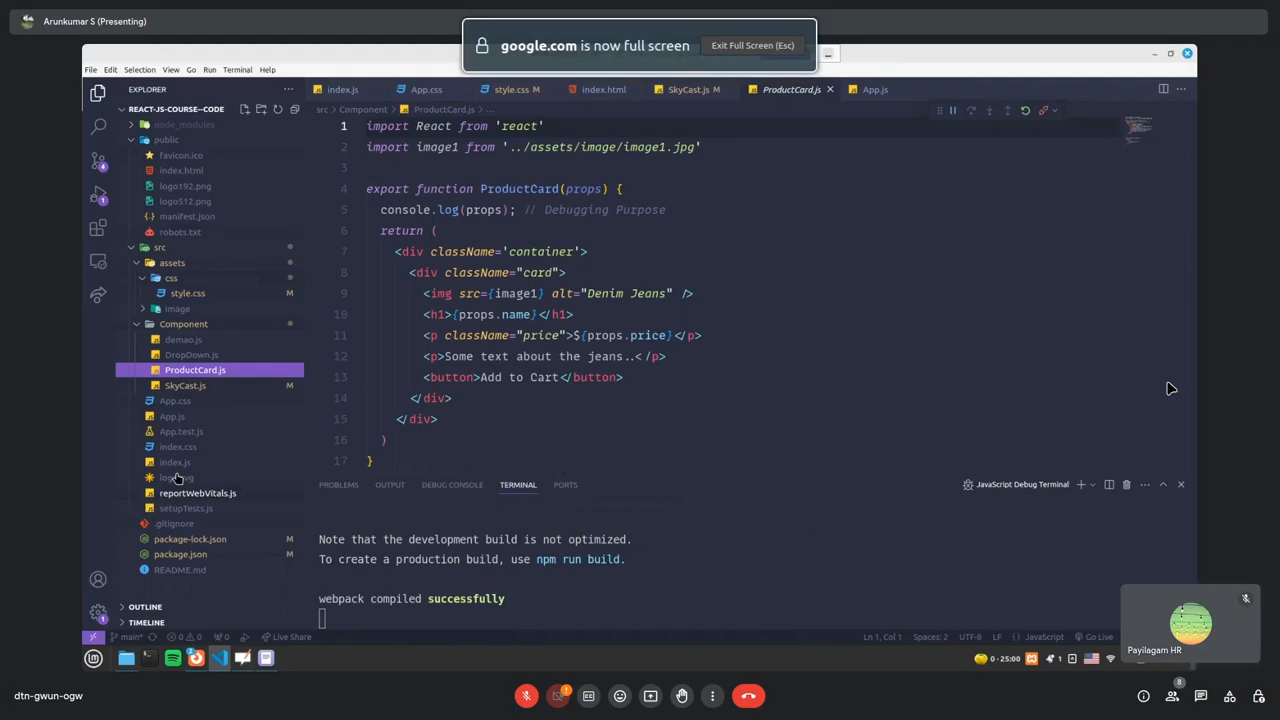 Arunkumar S (Presenting)
google.com is now full screen
Exit Full Screen (Esc)
File Edit Selection View Go Run Terminal Help
EXPLORER
index.js
App.css
style.css M
index.html
SkyCast.js M
ProductCard.js
App.js
REACT-JS-COURSE--CODE
src > Component > ProductCard.js > ...
node_modules
public
favicon.ico
index.html
logo192.png
logo512.png
manifest.json
robots.txt
src
assets
css
style.css M
image
Component
demao.js
DropDown.js
ProductCard.js
SkyCast.js M
App.css
App.js
App.test.js
index.css
index.js
reportWebVitals.js
setupTests.js
.gitignore
package-lock.json M
package.json M
README.md
OUTLINE
TIMELINE
1 import React from 'react'
2 import image1 from '../assets/image/image1.jpg'
3
4 export function ProductCard(props) {
5 console.log(props); // Debugging Purpose
6 return (
7 <div className='container'>
8 <div className="card">
9 <img src={image1} alt="Denim Jeans" />
10 <h1>{props.name}</h1>
11 <p className="price">${props.price}</p>
12 <p>Some text about the jeans..</p>
13 <button>Add to Cart</button>
14 </div>
15 </div>
16 )
17 }
PROBLEMS OUTPUT DEBUG CONSOLE TERMINAL PORTS
JavaScript Debug Terminal
Note that the development build is not optimized.
To create a production build, use npm run build.
webpack compiled successfully
main* 0 0 0 Live Share
Ln 1, Col 1 Spaces: 2 UTF-8 LF {} JavaScript Go Live
0 · 25:00
1
Payilagam HR
dtn-gwun-ogw
8